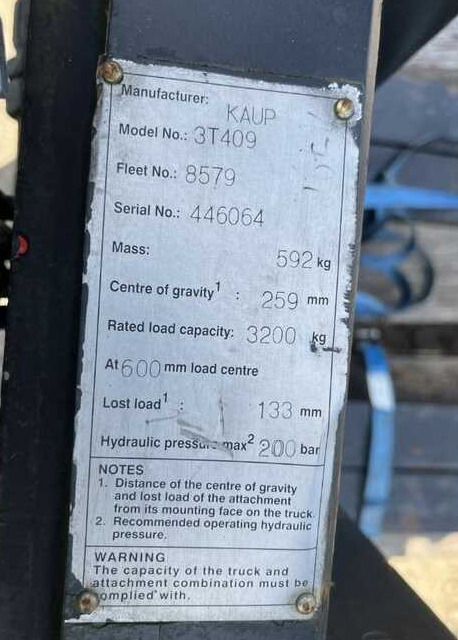 Manufacturer: KAUP
Model No.: 3T409
Fleet No.: 8579
Serial No.: 446064
Mass: 592 kg
Centre of gravity1 : 259 mm
Rated load capacity: 3200 kg
At 600 mm load centre
Lost load1 : 133 mm
Hydraulic pressure max2 200 bar
NOTES
1. Distance of the centre of gravity
and lost load of the attachment
from its mounting face on the truck.
2. Recommended operating hydraulic
pressure.
WARNING
The capacity of the truck and
attachment combination must be
complied with.